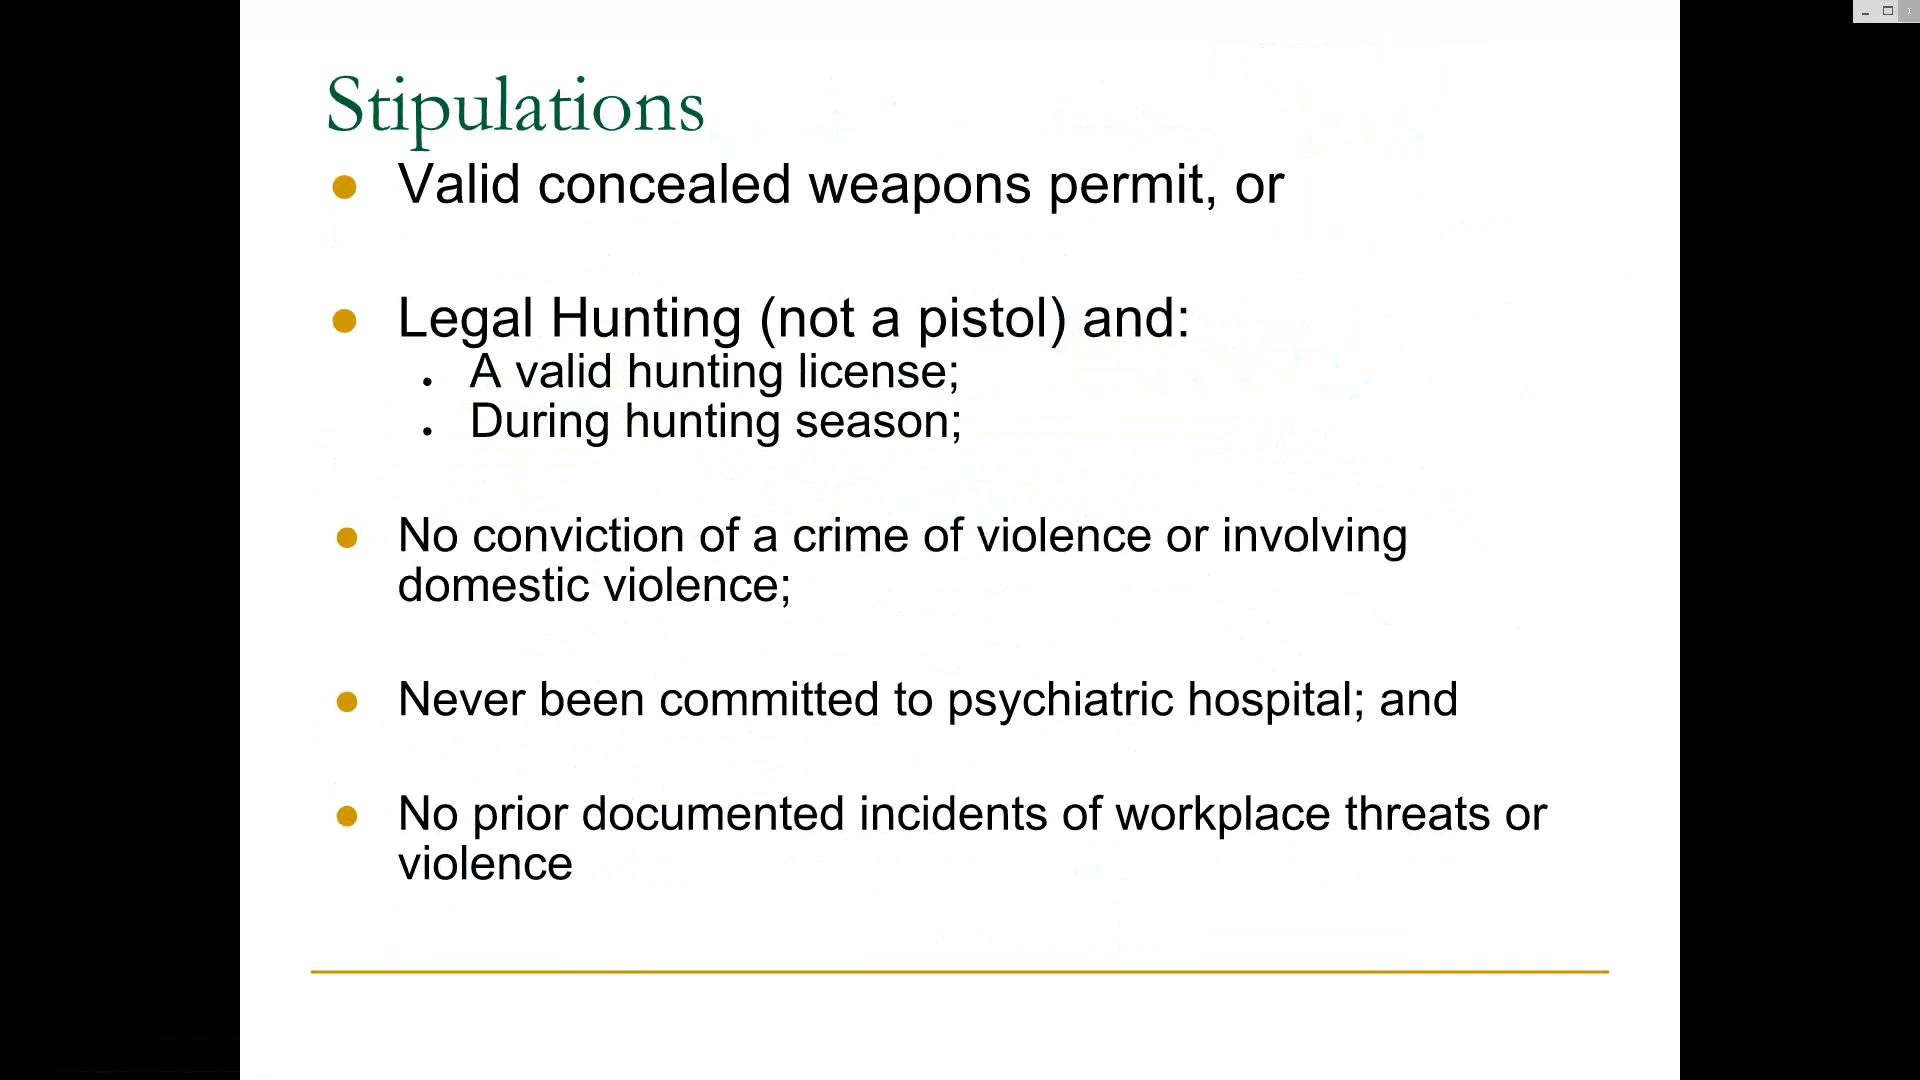 Stipulations
Valid concealed weapons permit, or
Legal Hunting (not a pistol) and:
A valid hunting license;
During hunting season;
No conviction of a crime of violence or involving
domestic violence;
Never been committed to psychiatric hospital; and
No prior documented incidents of workplace threats or
violence